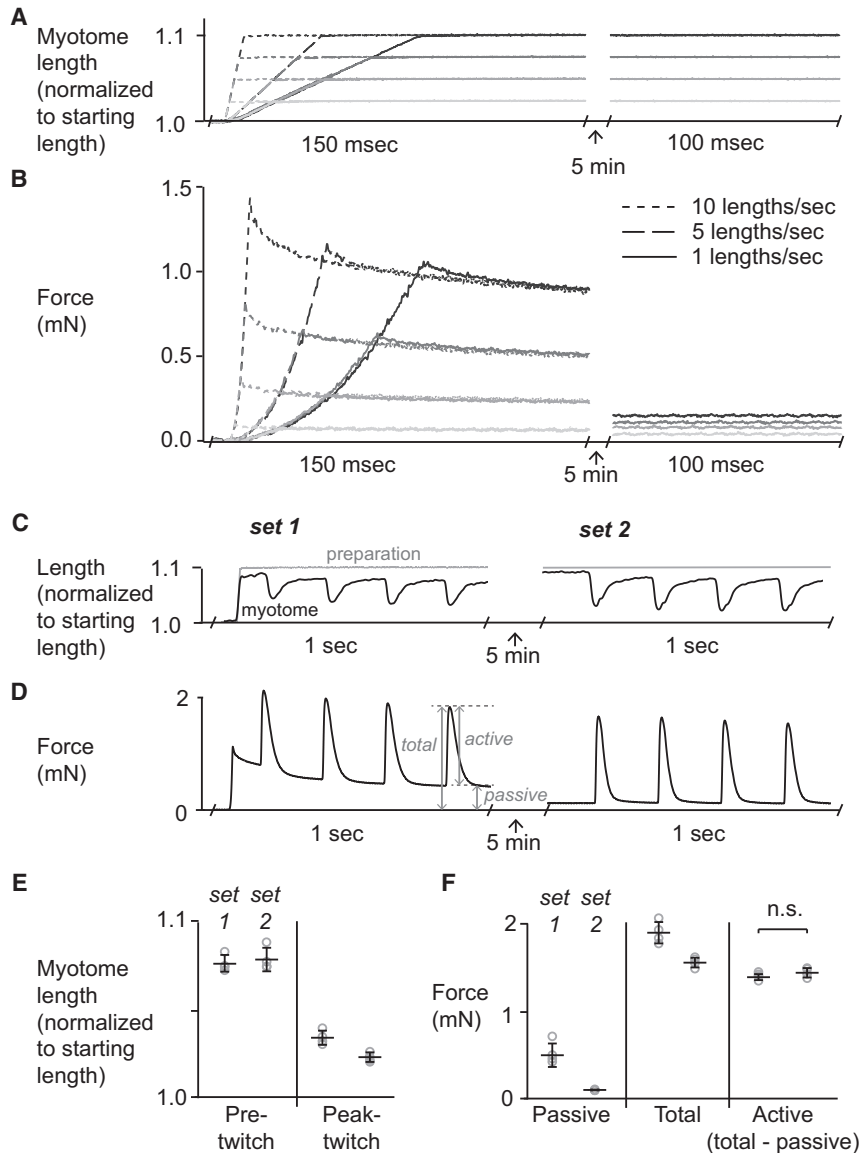 A
Myotome
length
(normalized
to starting
length)
1.1
1.0
150 msec
5 min
100 msec
B
1.5
1.0
0.5
0.0
Force
(mN)
10 lengths/sec
5 lengths/sec
1 lengths/sec
150 msec
5 min
100 msec
C
set 1
set 2
Length
(normalized
to starting
length)
1.1
1.0
preparation
myotome
1 sec
5 min
1 sec
D
Force
(mN)
2
0
total
active
passive
1 sec
5 min
1 sec
E
set set
1 2
1.1
1.0
Myotome
length
(normalized
to starting
length)
Pre-
twitch
Peak-
twitch
F
set set
1 2
n.s.
2
1
0
Force
(mN)
Passive
Total
Active
(total - passive)